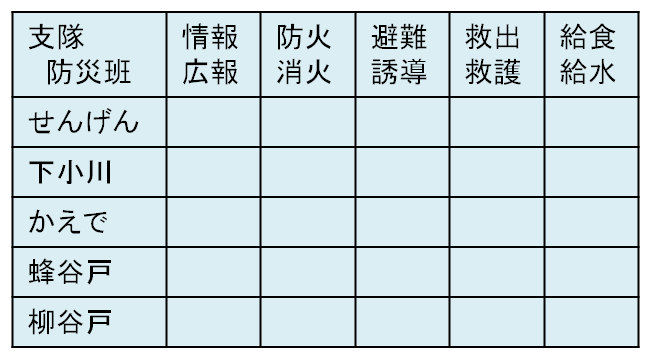 支隊 情報 防火 避難 救出 給食
防災班 広報 消火 誘導 救護 給水
せんげん
下小川
かえで
蜂谷戸
柳谷戸